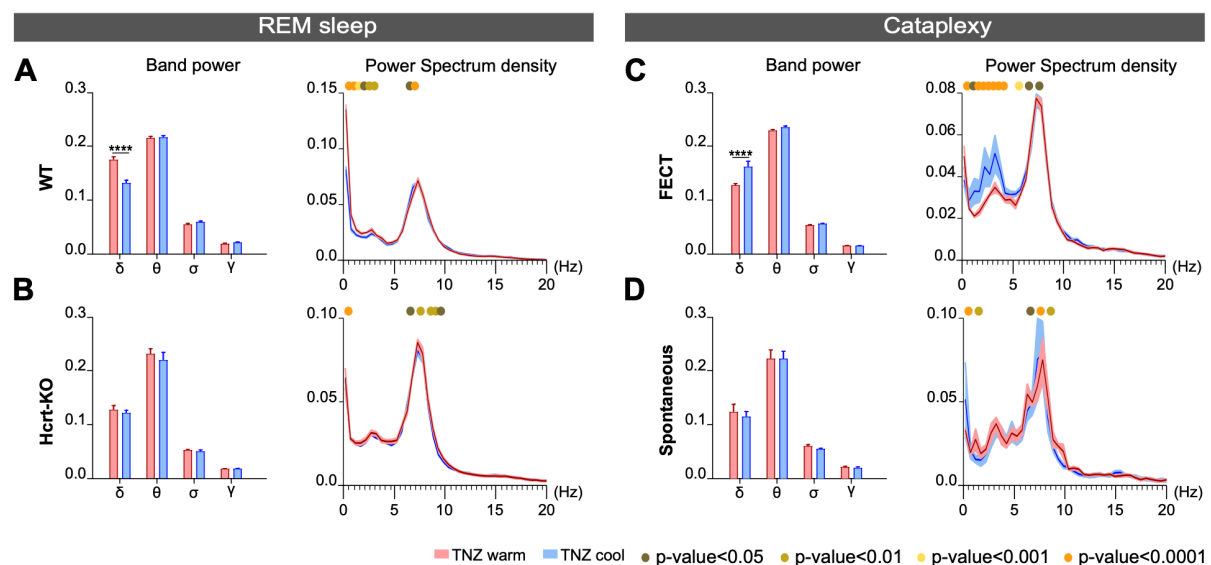 REM sleep
Cataplexy
A
Band power
Power Spectrum density
WT
0.3
0.2
0.1
0.0
****
δ
θ
σ
γ
0.15
0.10
0.05
0.00
0
5
10
15
20
(Hz)
B
Hcrt-KO
0.3
0.2
0.1
0.0
δ
θ
σ
γ
0.10
0.05
0.00
0
5
10
15
20
(Hz)
C
Band power
Power Spectrum density
FECT
0.3
0.2
0.1
0.0
****
δ
θ
σ
γ
0.08
0.06
0.04
0.02
0.00
0
5
10
15
20
(Hz)
D
Spontaneous
0.3
0.2
0.1
0.0
δ
θ
σ
γ
0.10
0.05
0.00
0
5
10
15
20
(Hz)
TNZ warm TNZ cool p-value<0.05 p-value<0.01 p-value<0.001 p-value<0.0001